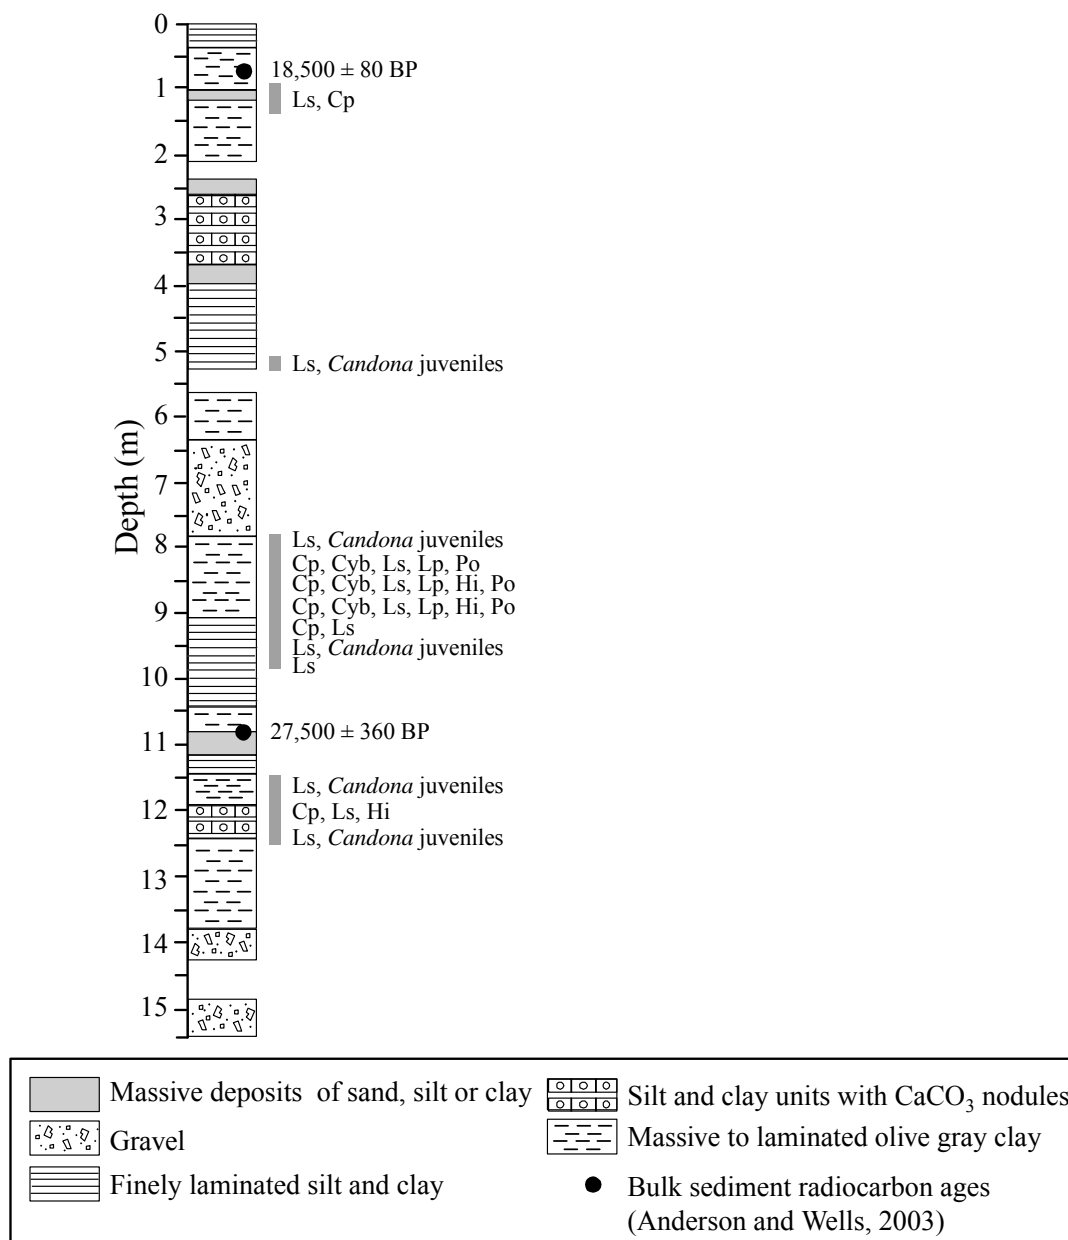 0
18,500 ± 80 BP
1
Ls, Cp
2
3
4
5
Ls, Candona juveniles
6
7
Depth (m)
8
Ls, Candona juveniles
Cp, Cyb, Ls, Lp, Po
Cp, Cyb, Ls, Lp, Hi, Po
Cp, Cyb, Ls, Lp, Hi, Po
9
Cp, Ls
Ls, Candona juveniles
Ls
10
27,500 ± 360 BP
11
Ls, Candona juveniles
12
Cp, Ls, Hi
Ls, Candona juveniles
13
14
15
Massive deposits of sand, silt or clay
Gravel
Finely laminated silt and clay
Silt and clay units with CaCO₃ nodules
Massive to laminated olive gray clay
Bulk sediment radiocarbon ages
(Anderson and Wells, 2003)